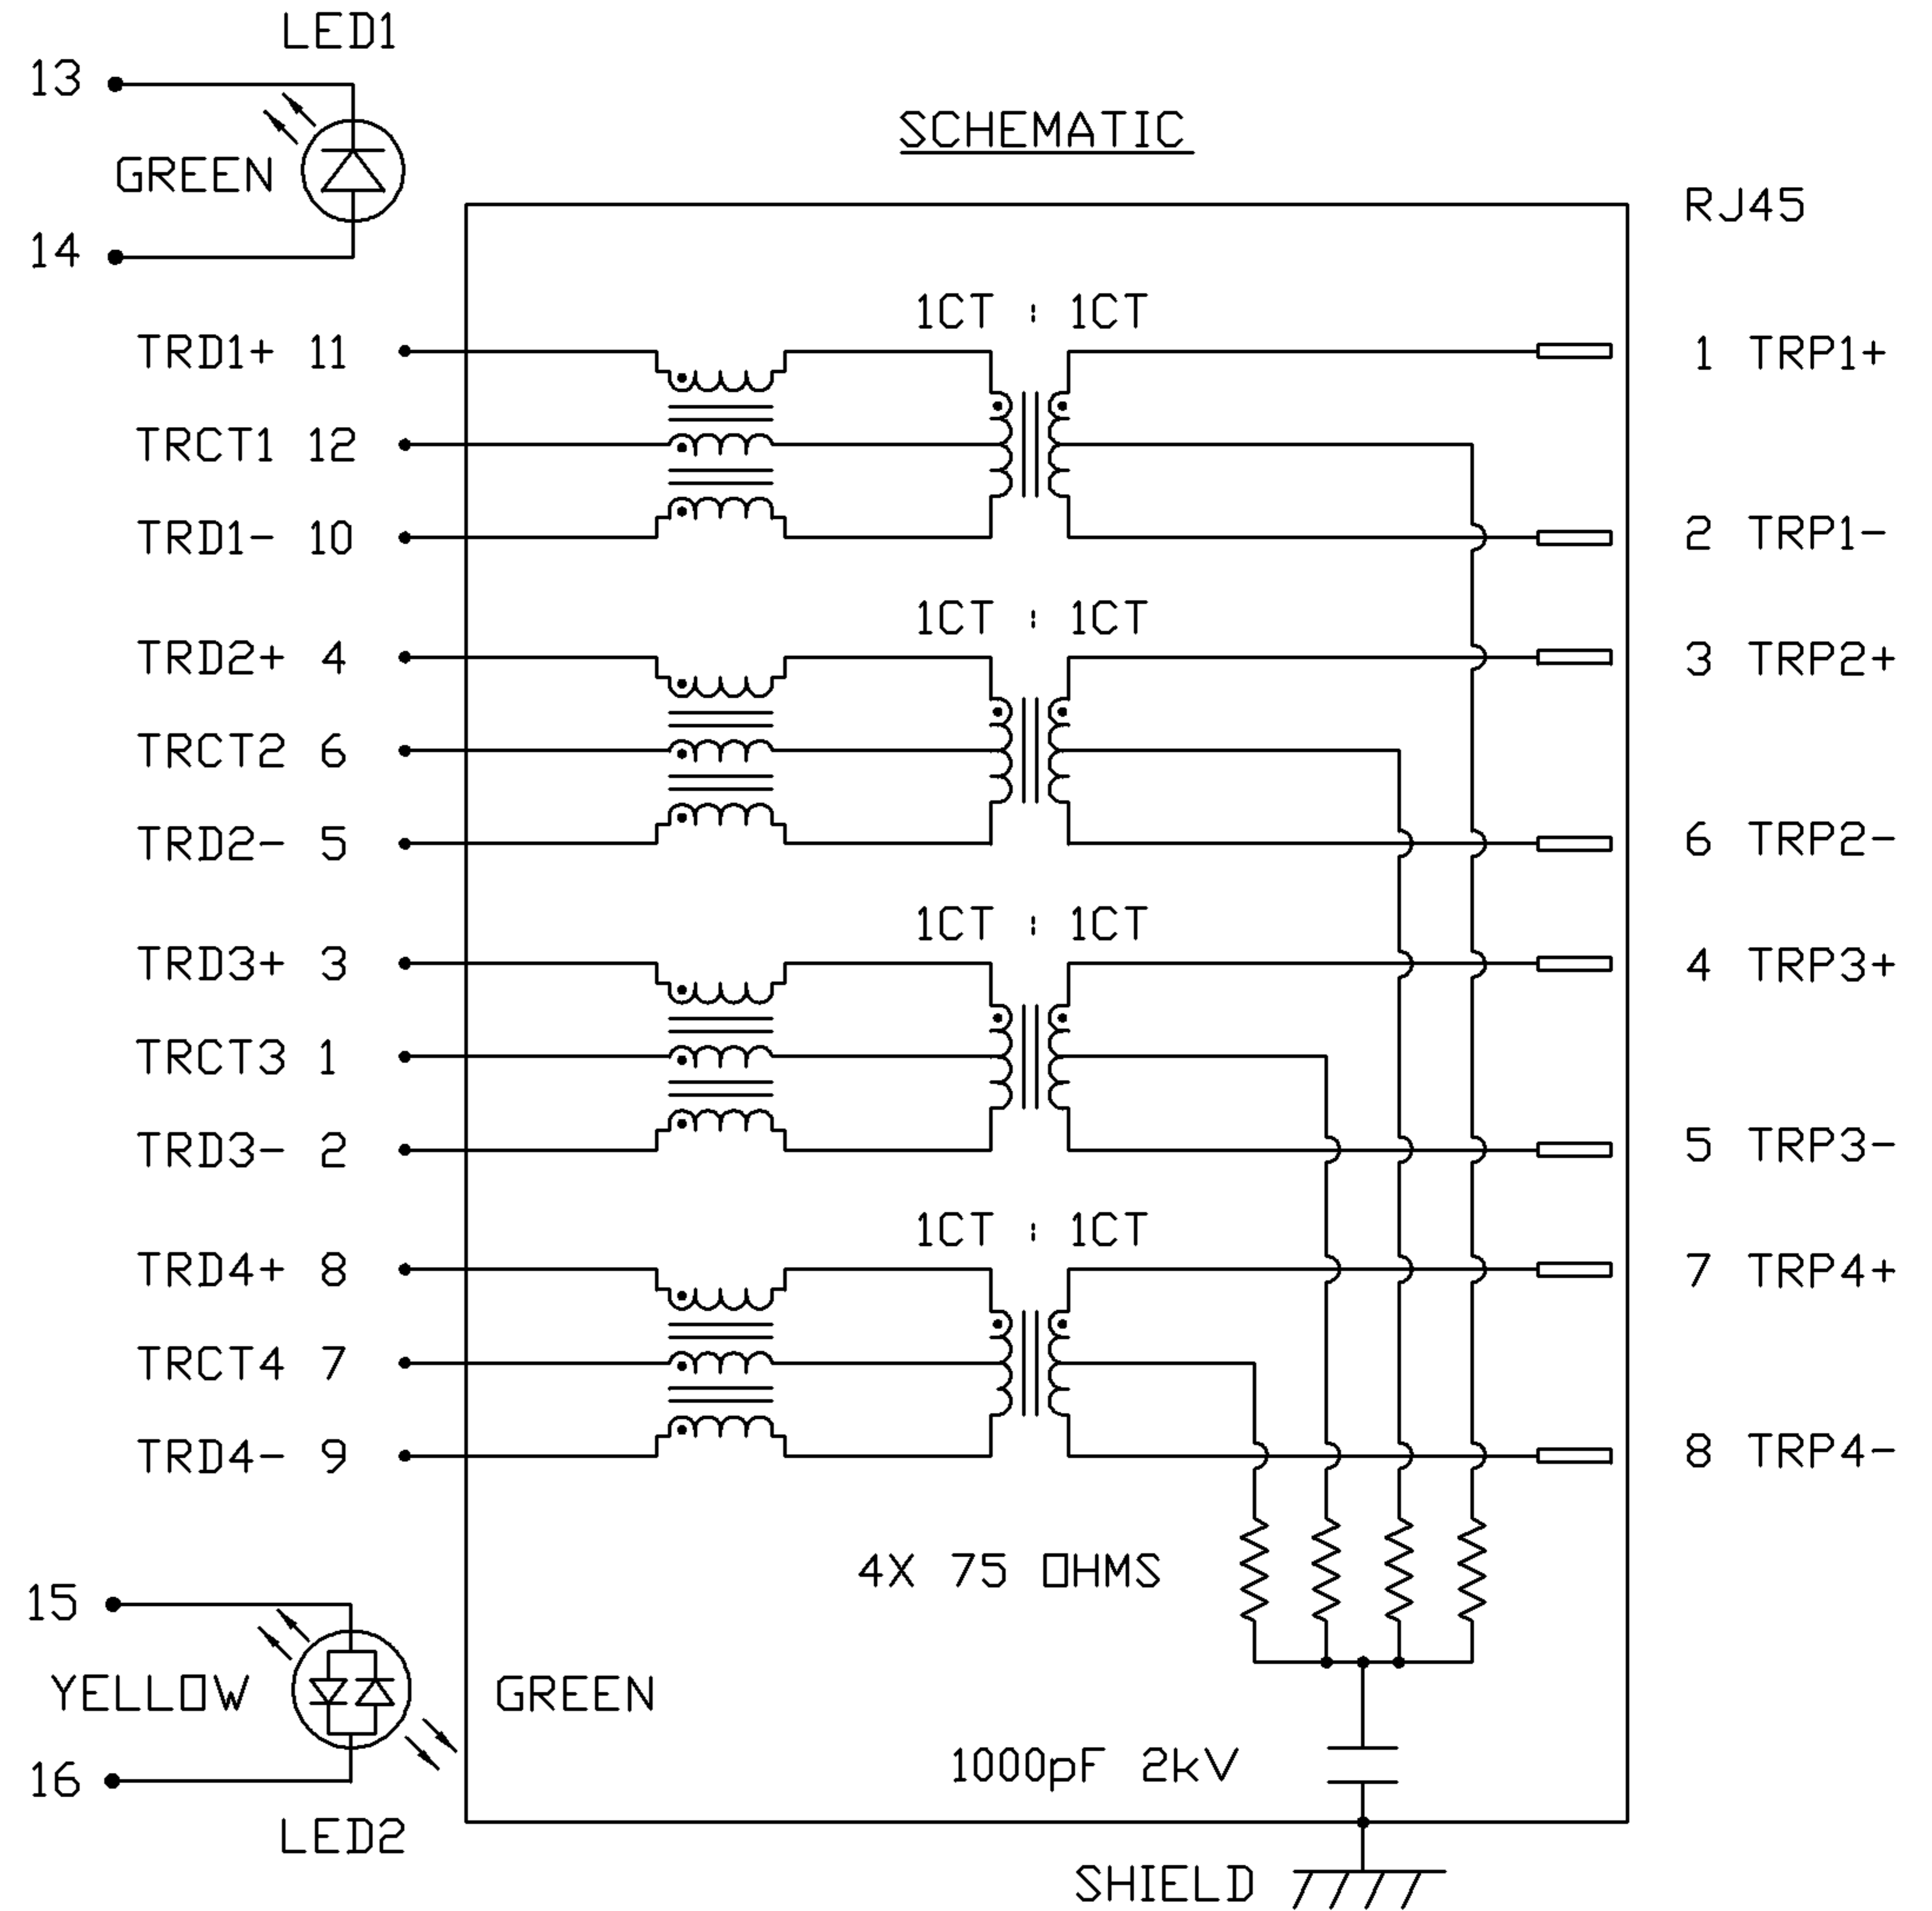 LED1
13
SCHEMATIC
GREEN
RJ45
14
1CT : 1CT
TRD1+ 11
1 TRP1+
TRCT1 12
TRD1- 10
2 TRP1-
1CT : 1CT
TRD2+ 4
3 TRP2+
TRCT2 6
TRD2- 5
6 TRP2-
1CT : 1CT
TRD3+ 3
4 TRP3+
TRCT3 1
TRD3- 2
5 TRP3-
1CT : 1CT
TRD4+ 8
7 TRP4+
TRCT4 7
TRD4- 9
8 TRP4-
4X 75 OHMS
15
YELLOW
GREEN
16
1000pF 2kV
LED2
SHIELD